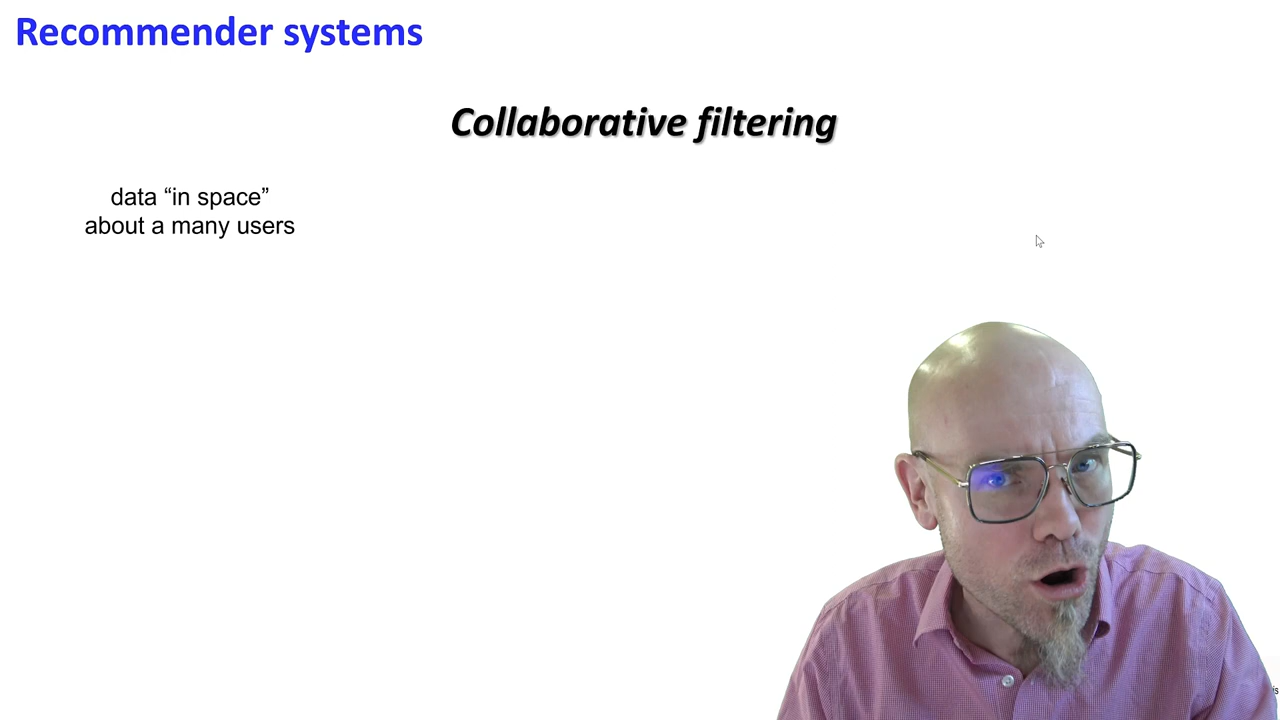 Recommender systems
Collaborative filtering
data “in space”
about a many users